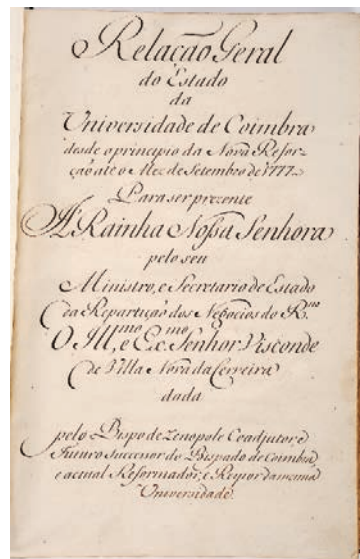 Relação Geral
do Estado
da
Universidade de Coimbra
desde o principio da Nova Refor-
ção até o Mez de Setembro de 1777.
Para ser prezente
Á Rainha Nossa Senhora
pelo seu
Ministro, e Secretario de Estado
da Repartição dos Negocios do R.no
O Ill.mo, e Ex.mo Senhor Visconde
de Villa Nova da Cerveira
dada
pelo Bispo de Zenopole Coadjutor e
Futuro Successor do Bispado de Coimbra,
e actual Reformador, e Reytor da mesma
Universidade.